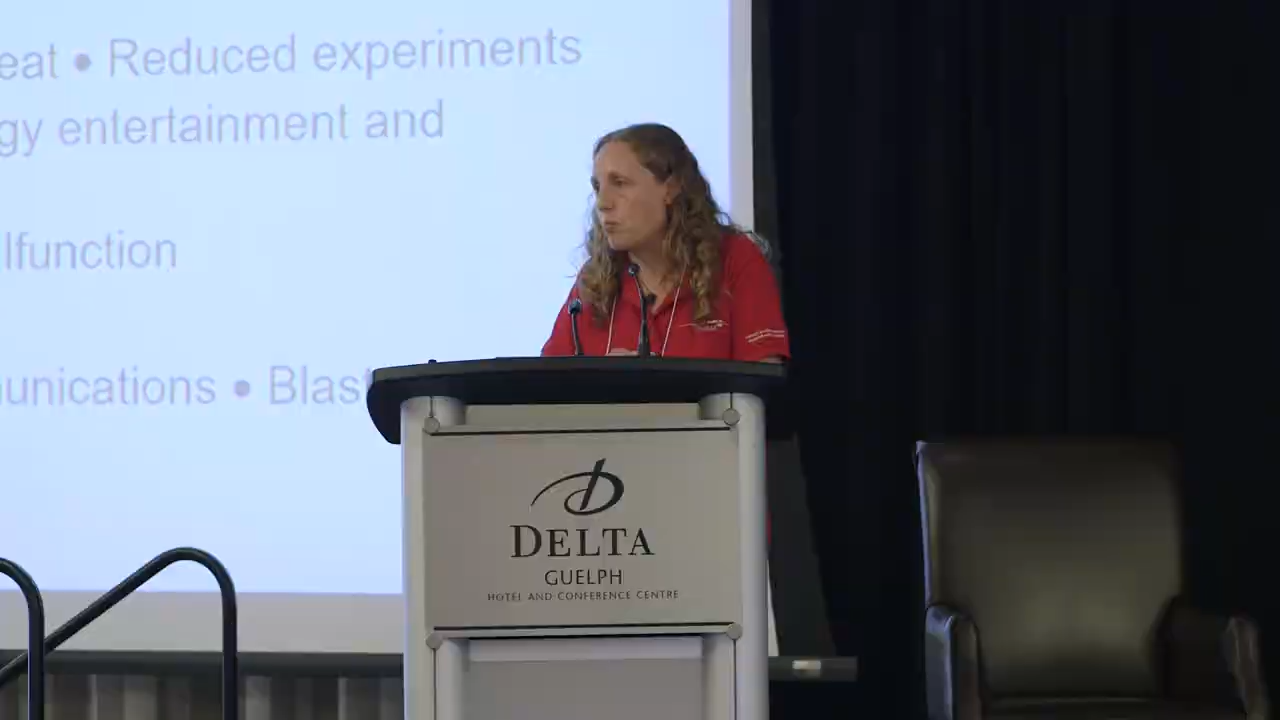 eat • Reduced experiments
gy entertainment and
lfunction
unications • Blas
DELTA
GUELPH
HOTEL AND CONFERENCE CENTRE